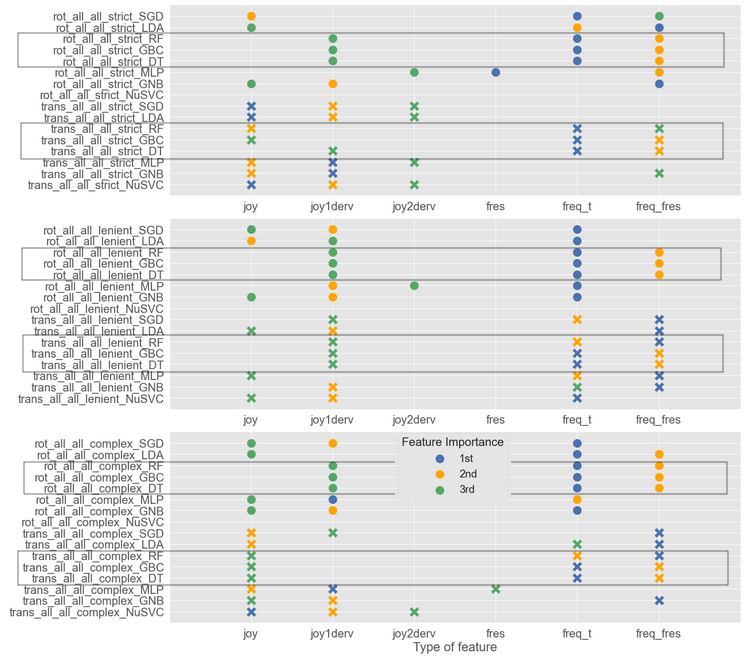 rot_all_all_strict_SGD
rot_all_all_strict_LDA
rot_all_all_strict_RF
rot_all_all_strict_GBC
rot_all_all_strict_DT
rot_all_all_strict_MLP
rot_all_all_strict_GNB
rot_all_all_strict_NuSVC
trans_all_all_strict_SGD
trans_all_all_strict_LDA
trans_all_all_strict_RF
trans_all_all_strict_GBC
trans_all_all_strict_DT
trans_all_all_strict_MLP
trans_all_all_strict_GNB
trans_all_all_strict_NuSVC
joy joy1derv joy2derv fres freq_t freq_fres
rot_all_all_lenient_SGD
rot_all_all_lenient_LDA
rot_all_all_lenient_RF
rot_all_all_lenient_GBC
rot_all_all_lenient_DT
rot_all_all_lenient_MLP
rot_all_all_lenient_GNB
rot_all_all_lenient_NuSVC
trans_all_all_lenient_SGD
trans_all_all_lenient_LDA
trans_all_all_lenient_RF
trans_all_all_lenient_GBC
trans_all_all_lenient_DT
trans_all_all_lenient_MLP
trans_all_all_lenient_GNB
trans_all_all_lenient_NuSVC
joy joy1derv joy2derv fres freq_t freq_fres
rot_all_all_complex_SGD
rot_all_all_complex_LDA
rot_all_all_complex_RF
rot_all_all_complex_GBC
rot_all_all_complex_DT
rot_all_all_complex_MLP
rot_all_all_complex_GNB
rot_all_all_complex_NuSVC
trans_all_all_complex_SGD
trans_all_all_complex_LDA
trans_all_all_complex_RF
trans_all_all_complex_GBC
trans_all_all_complex_DT
trans_all_all_complex_MLP
trans_all_all_complex_GNB
trans_all_all_complex_NuSVC
Feature Importance
1st
2nd
3rd
joy joy1derv joy2derv fres freq_t freq_fres
Type of feature